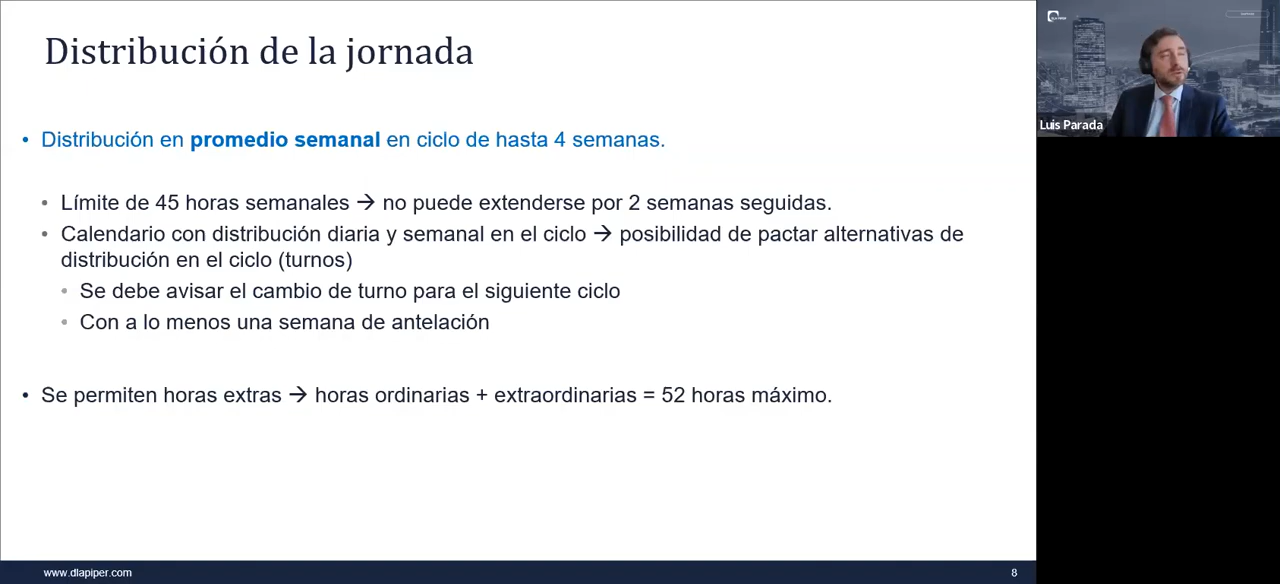 Distribución de la jornada
• Distribución en promedio semanal en ciclo de hasta 4 semanas.
• Límite de 45 horas semanales → no puede extenderse por 2 semanas seguidas.
• Calendario con distribución diaria y semanal en el ciclo → posibilidad de pactar alternativas de
distribución en el ciclo (turnos)
• Se debe avisar el cambio de turno para el siguiente ciclo
• Con a lo menos una semana de antelación
• Se permiten horas extras → horas ordinarias + extraordinarias = 52 horas máximo.
www.dlapiper.com
8
Luis Parada